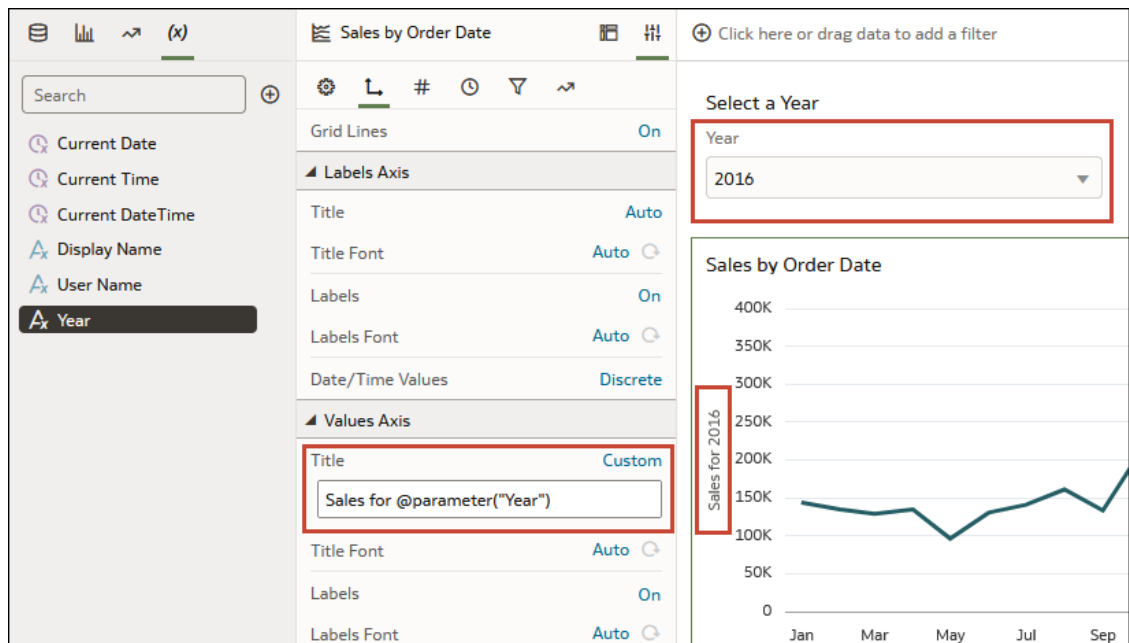 (x)
Search
Current Date
Current Time
Current DateTime
Display Name
User Name
Year
Sales by Order Date
#
Grid Lines On
Labels Axis
Title Auto
Title Font Auto
Labels On
Labels Font Auto
Date/Time Values Discrete
Values Axis
Title Custom
Sales for @parameter("Year")
Title Font Auto
Labels On
Labels Font Auto
Click here or drag data to add a filter
Select a Year
Year
2016
Sales by Order Date
Sales for 2016
400K
350K
300K
250K
200K
150K
100K
50K
0
Jan Mar May Jul Sep